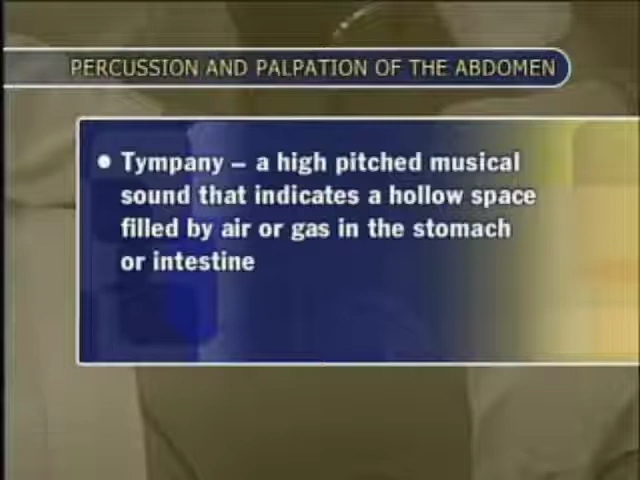 PERCUSSION AND PALPATION OF THE ABDOMEN
• Tympany – a high pitched musical
sound that indicates a hollow space
filled by air or gas in the stomach
or intestine